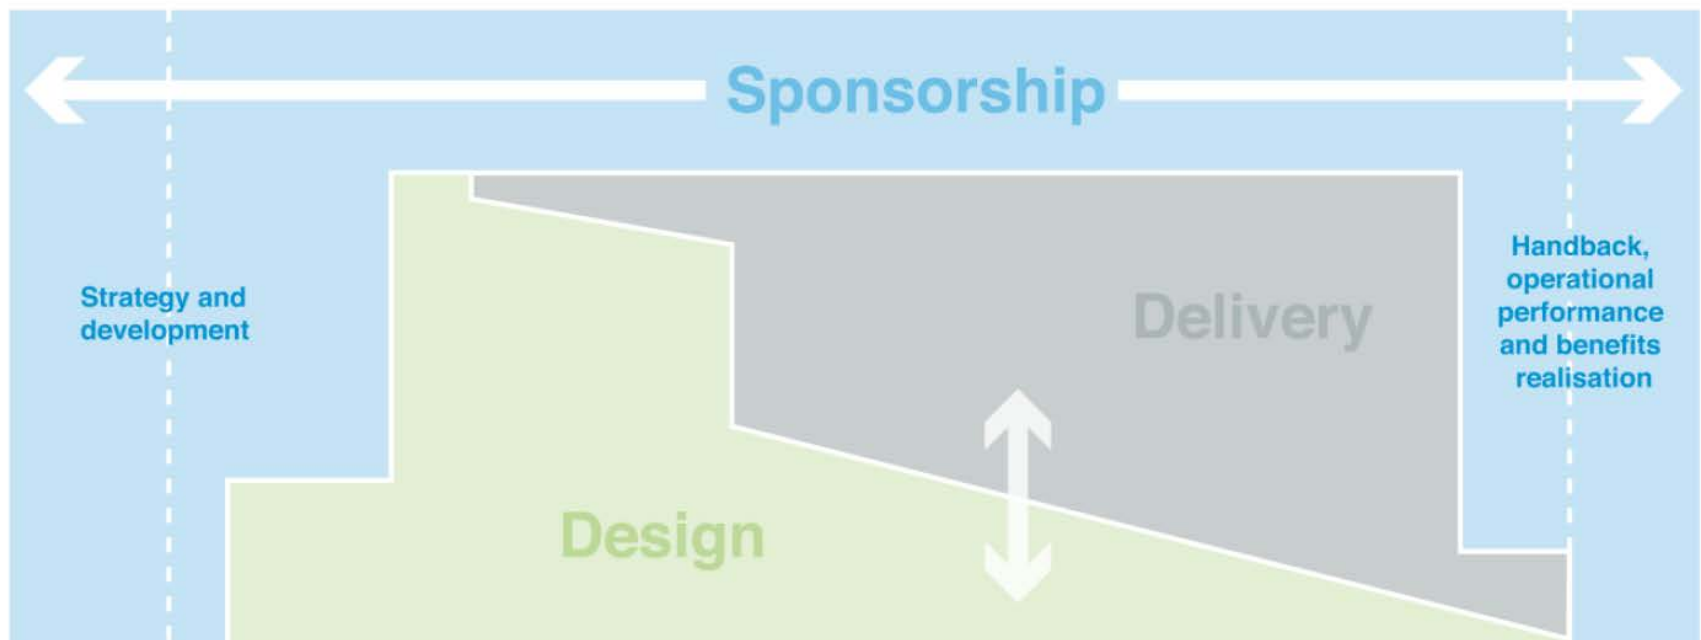 Sponsorship
Strategy and
development
Handback,
operational
performance
and benefits
realisation
Delivery
Design